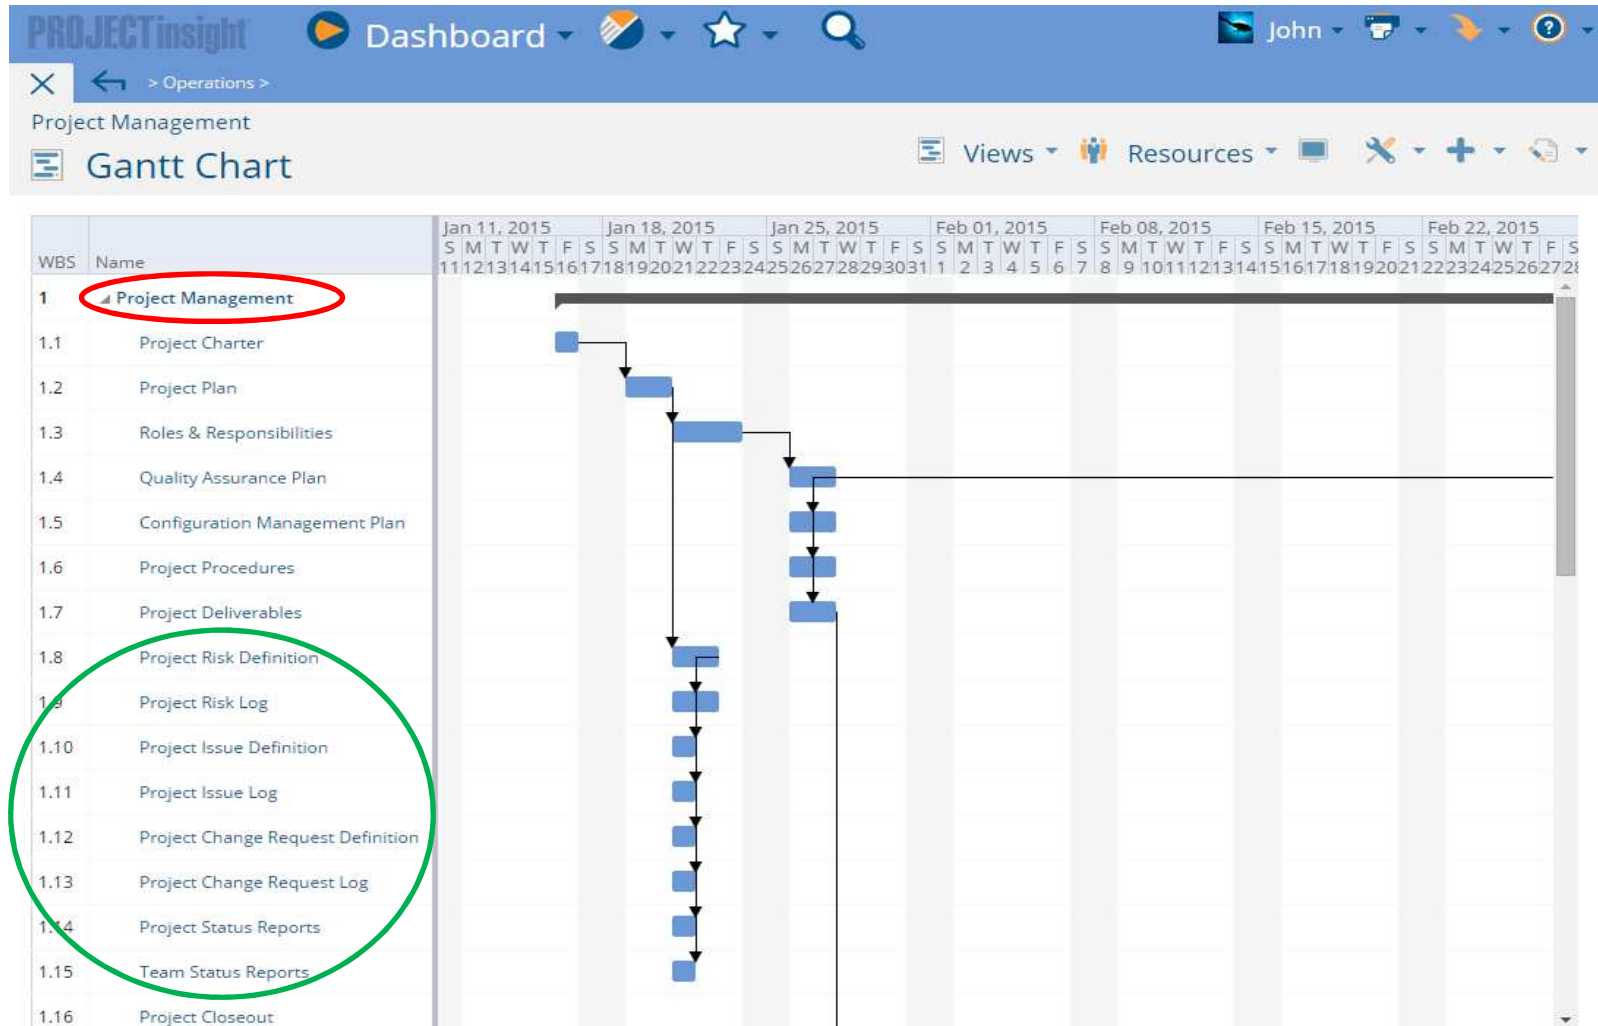 PROJECTinsight Dashboard John
> Operations >
Project Management
Gantt Chart Views Resources
Jan 11, 2015 Jan 18, 2015 Jan 25, 2015 Feb 01, 2015 Feb 08, 2015 Feb 15, 2015 Feb 22, 2015
S M T W T F S S M T W T F S S M T W T F S S M T W T F S S M T W T F S S M T W T F S S M T W T F S
WBS Name 11 12 13 14 15 16 17 18 19 20 21 22 23 24 25 26 27 28 29 30 31 1 2 3 4 5 6 7 8 9 10 11 12 13 14 15 16 17 18 19 20 21 22 23 24 25 26 27 28
1 Project Management
1.1 Project Charter
1.2 Project Plan
1.3 Roles & Responsibilities
1.4 Quality Assurance Plan
1.5 Configuration Management Plan
1.6 Project Procedures
1.7 Project Deliverables
1.8 Project Risk Definition
1.9 Project Risk Log
1.10 Project Issue Definition
1.11 Project Issue Log
1.12 Project Change Request Definition
1.13 Project Change Request Log
1.14 Project Status Reports
1.15 Team Status Reports
1.16 Project Closeout